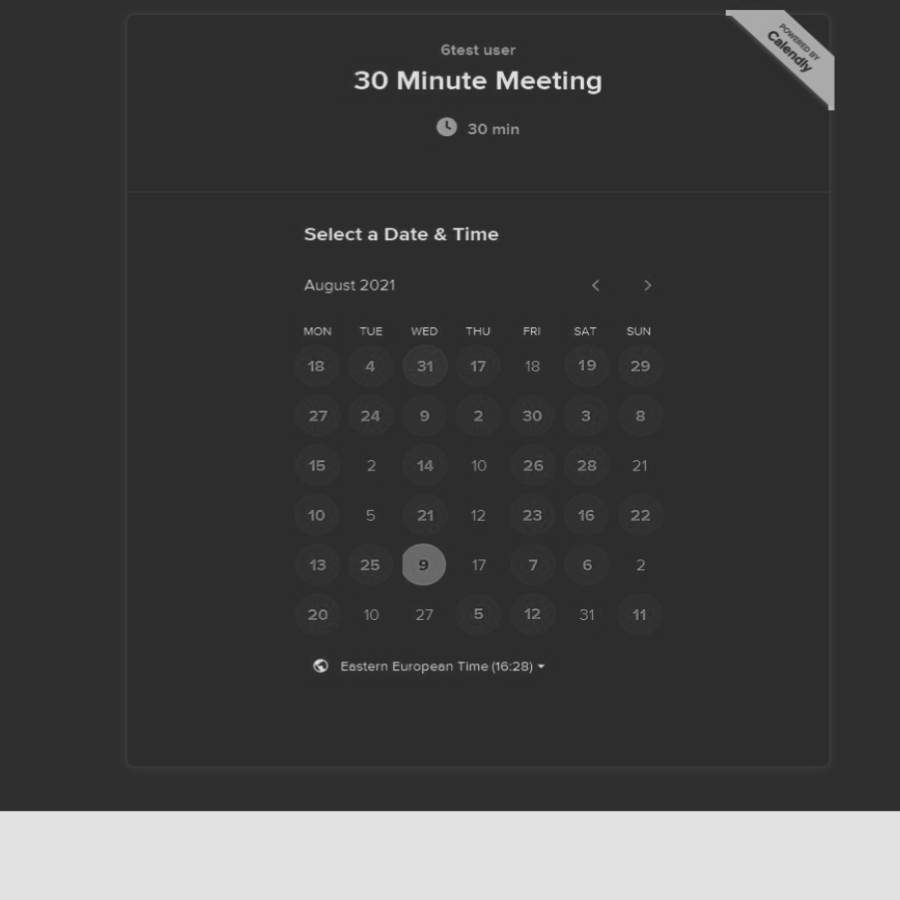 POWERED BY
Calendly
6test user
30 Minute Meeting
30 min
Select a Date & Time
August 2021
MON TUE WED THU FRI SAT SUN
18 4 31 17 18 19 29
27 24 9 2 30 3 8
15 2 14 10 26 28 21
10 5 21 12 23 16 22
13 25 9 17 7 6 2
20 10 27 5 12 31 11
Eastern European Time (16:28)